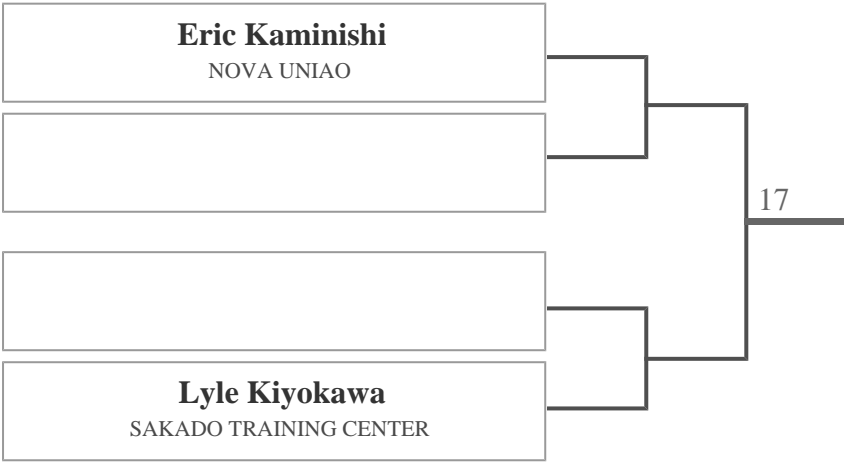 Eric Kaminishi
NOVA UNIAO
17
Lyle Kiyokawa
SAKADO TRAINING CENTER